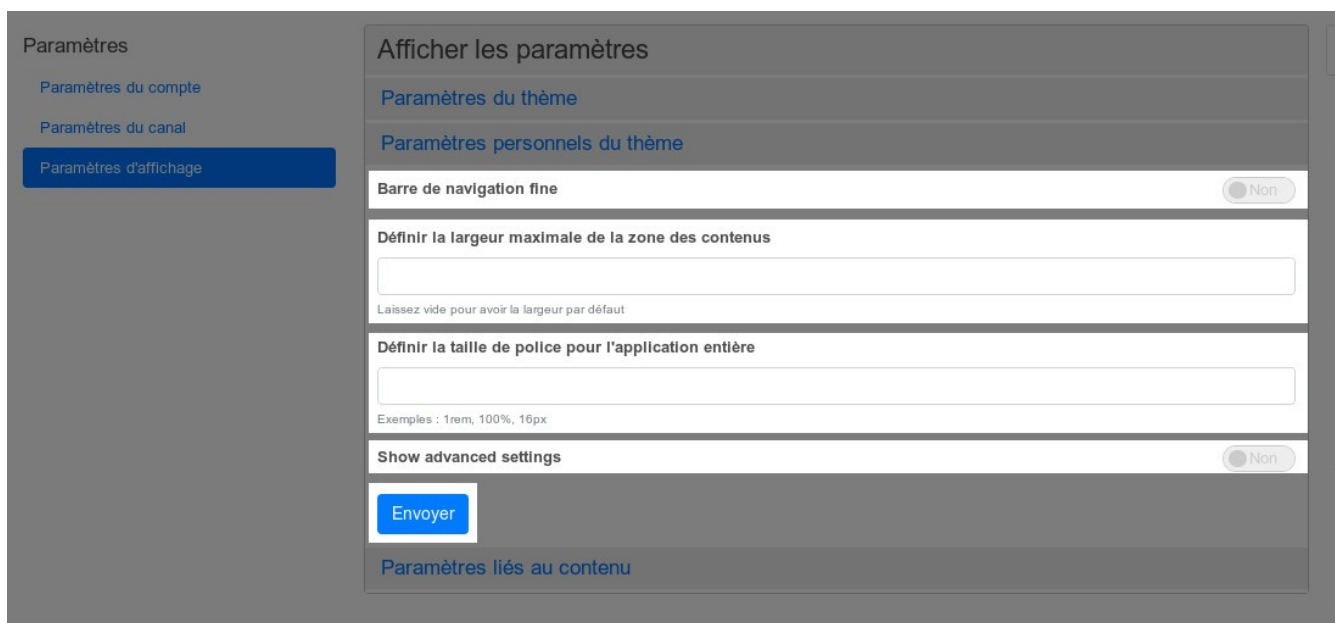 Paramètres
Paramètres du compte
Paramètres du canal
Paramètres d'affichage
Afficher les paramètres
Paramètres du thème
Paramètres personnels du thème
Barre de navigation fine
Non
Définir la largeur maximale de la zone des contenus
Laissez vide pour avoir la largeur par défaut
Définir la taille de police pour l'application entière
Exemples : 1rem, 100%, 16px
Show advanced settings
Non
Envoyer
Paramètres liés au contenu